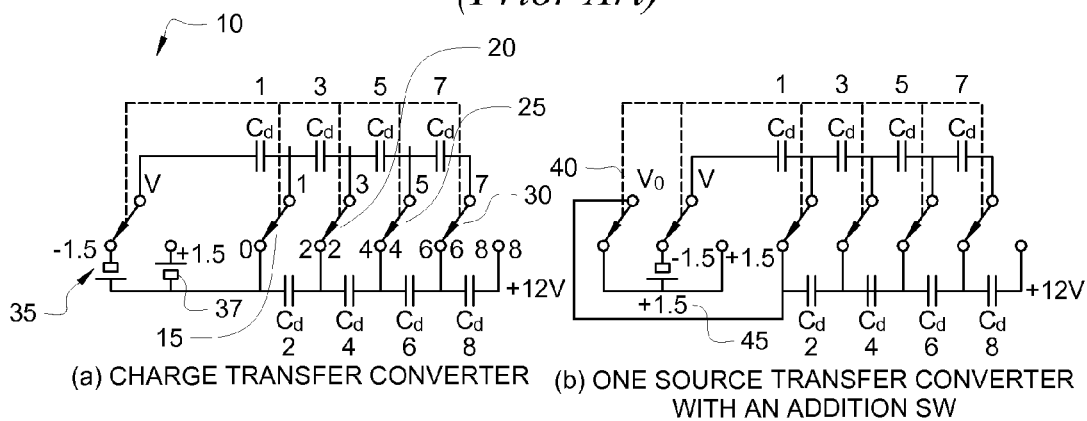 (Prior Art)
10
20
1 3 5 7
1 3 5 7
Cd Cd Cd Cd
Cd Cd Cd Cd
25
40
V 1 3 5 7
30
V0 V
-1.5 +1.5 0 2 2 4 4 6 6 8 8
-1.5 +1.5
35
37
+12V
+1.5
+12V
15
45
Cd Cd Cd Cd
Cd Cd Cd Cd
2 4 6 8
2 4 6 8
(a) CHARGE TRANSFER CONVERTER
(b) ONE SOURCE TRANSFER CONVERTER
WITH AN ADDITION SW